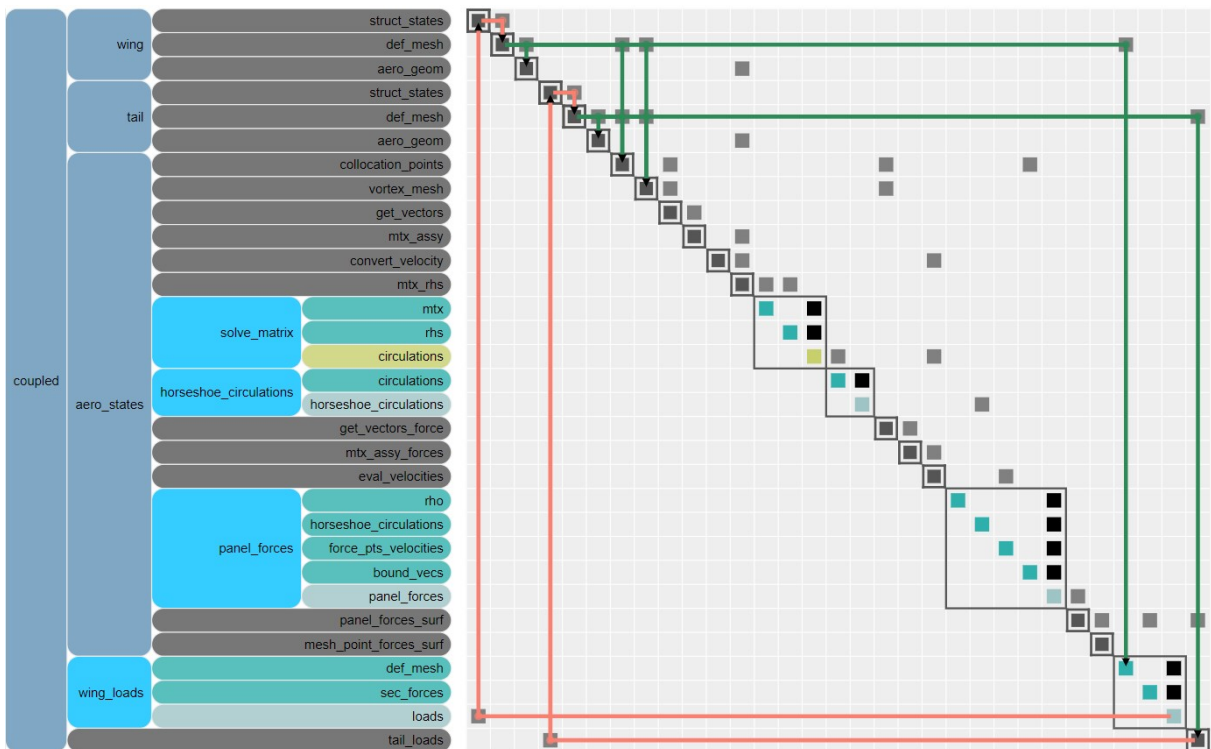 struct_states
wing
def_mesh
aero_geom
struct_states
tail
def_mesh
aero_geom
collocation_points
vortex_mesh
get_vectors
mtx_assy
convert_velocity
mtx_rhs
mtx
solve_matrix
rhs
circulations
coupled
circulations
horseshoe_circulations
aero_states
horseshoe_circulations
get_vectors_force
mtx_assy_forces
eval_velocities
rho
horseshoe_circulations
panel_forces
force_pts_velocities
bound_vecs
panel_forces
panel_forces_surf
mesh_point_forces_surf
def_mesh
wing_loads
sec_forces
loads
tail_loads